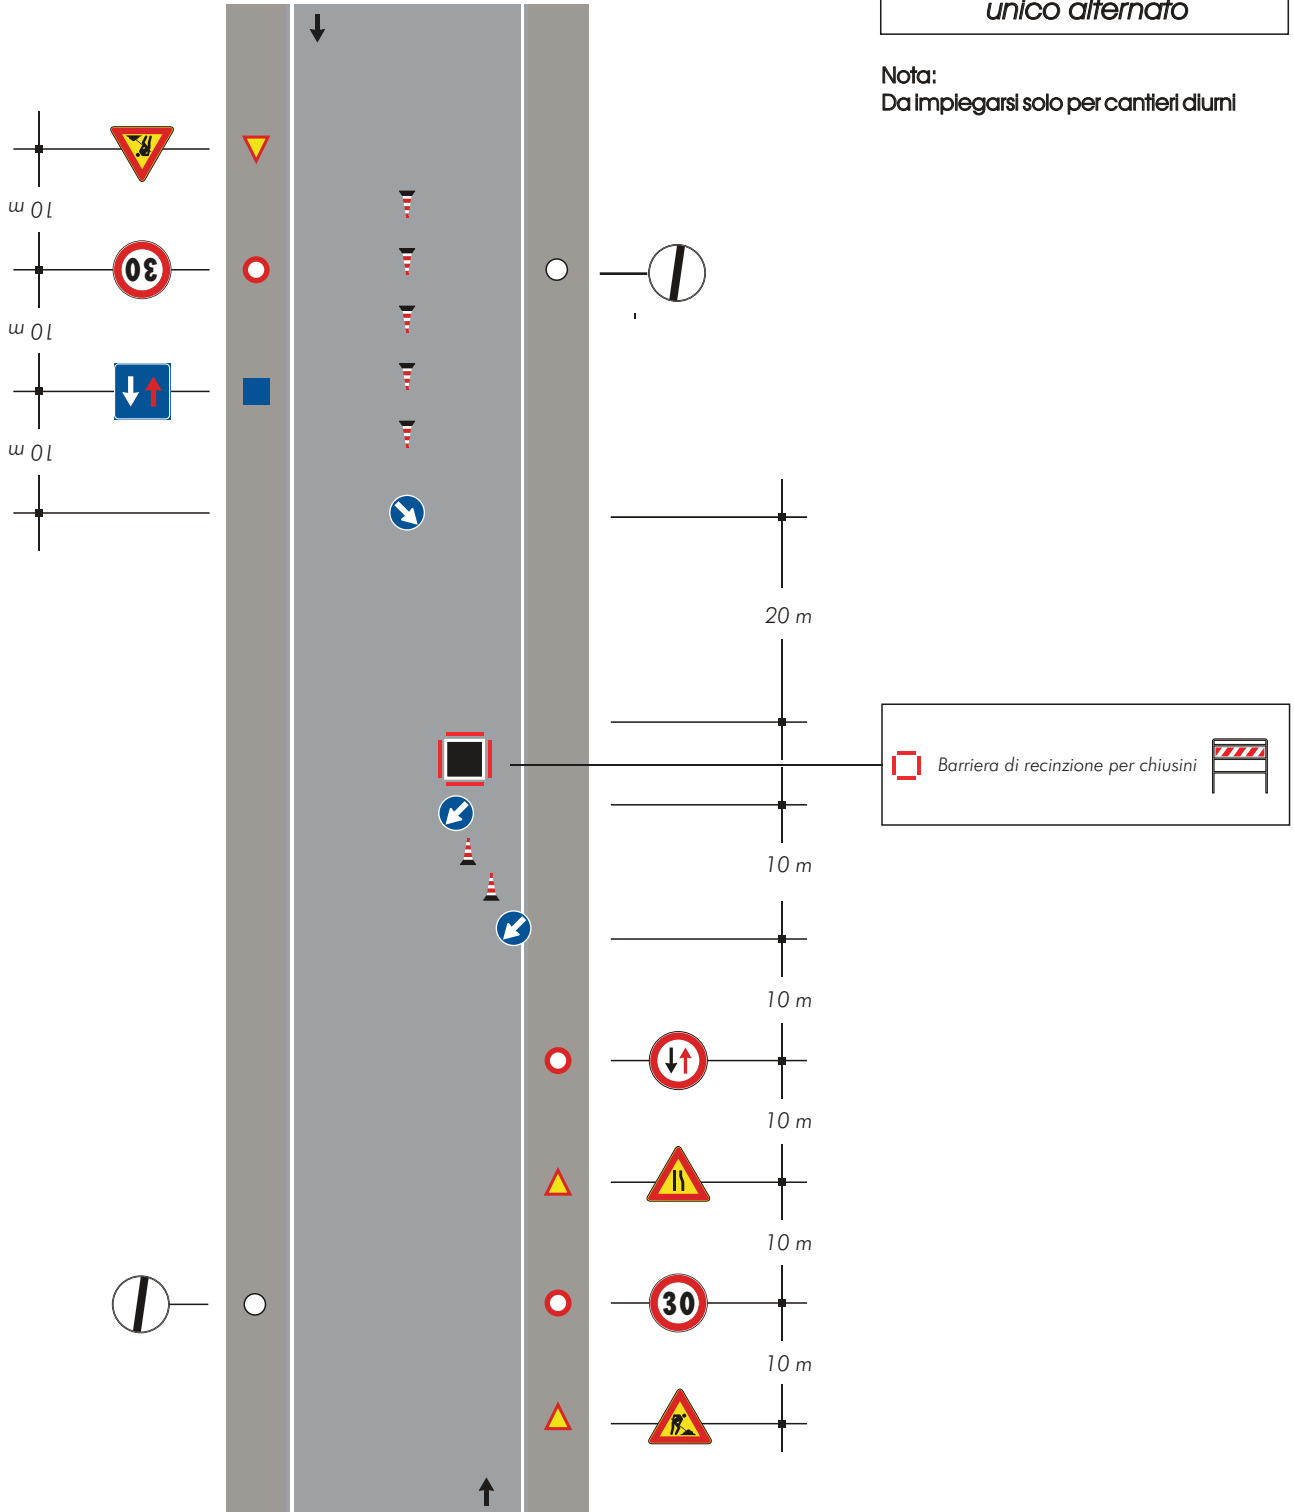 unico alternato
Nota:
Da impiegarsi solo per cantieri diurni
10 m
30
10 m
10 m
20 m
Barriera di recinzione per chiusini
10 m
10 m
10 m
10 m
30
10 m